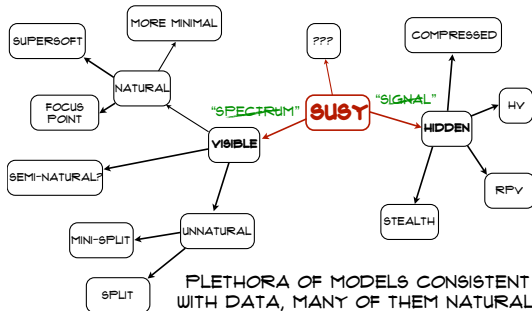 MORE MINIMAL
SUPERSOFT
???
COMPRESSED
NATURAL
FOCUS
POINT
"SPECTRUM"
SUSY
"SIGNAL"
HV
VISIBLE
HIDDEN
SEMI-NATURAL?
RPV
STEALTH
MINI-SPLIT
UNNATURAL
SPLIT
PLETHORA OF MODELS CONSISTENT
WITH DATA, MANY OF THEM NATURAL